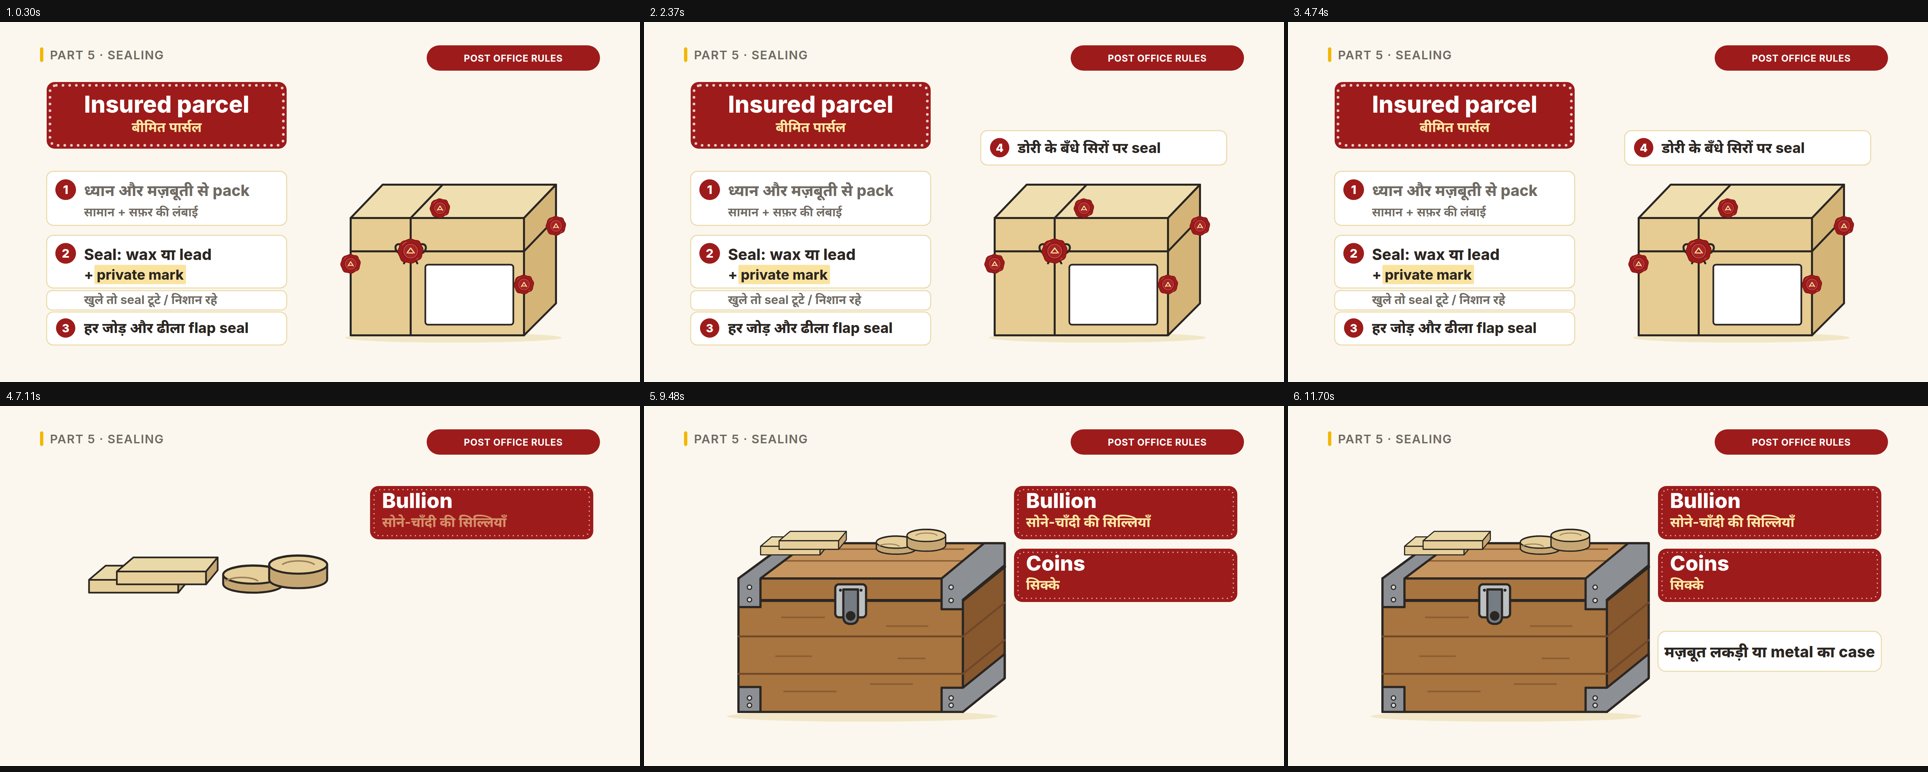 1. 0.30s
PART 5 · SEALING
POST OFFICE RULES
Insured parcel
बीमित पार्सल
1 ध्यान और मज़बूती से pack
सामान + सफ़र की लंबाई
2 Seal: wax या lead
+ private mark
खुले तो seal टूटे / निशान रहे
3 हर जोड़ और ढीला flap seal
2. 2.37s
PART 5 · SEALING
POST OFFICE RULES
Insured parcel
बीमित पार्सल
4 डोरी के बँधे सिरों पर seal
1 ध्यान और मज़बूती से pack
सामान + सफ़र की लंबाई
2 Seal: wax या lead
+ private mark
खुले तो seal टूटे / निशान रहे
3 हर जोड़ और ढीला flap seal
3. 4.74s
PART 5 · SEALING
POST OFFICE RULES
Insured parcel
बीमित पार्सल
4 डोरी के बँधे सिरों पर seal
1 ध्यान और मज़बूती से pack
सामान + सफ़र की लंबाई
2 Seal: wax या lead
+ private mark
खुले तो seal टूटे / निशान रहे
3 हर जोड़ और ढीला flap seal
4. 7.11s
PART 5 · SEALING
POST OFFICE RULES
Bullion
सोने-चाँदी की सिल्लियाँ
5. 9.48s
PART 5 · SEALING
POST OFFICE RULES
Bullion
सोने-चाँदी की सिल्लियाँ
Coins
सिक्के
6. 11.70s
PART 5 · SEALING
POST OFFICE RULES
Bullion
सोने-चाँदी की सिल्लियाँ
Coins
सिक्के
मज़बूत लकड़ी या metal का case